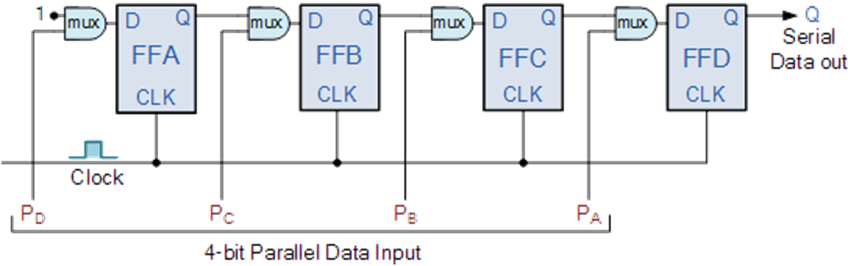 1 mux D Q mux D Q mux D Q mux D Q Q
FFA FFB FFC FFD Serial
Data out
CLK CLK CLK CLK
Clock
PD PC PB PA
4-bit Parallel Data Input